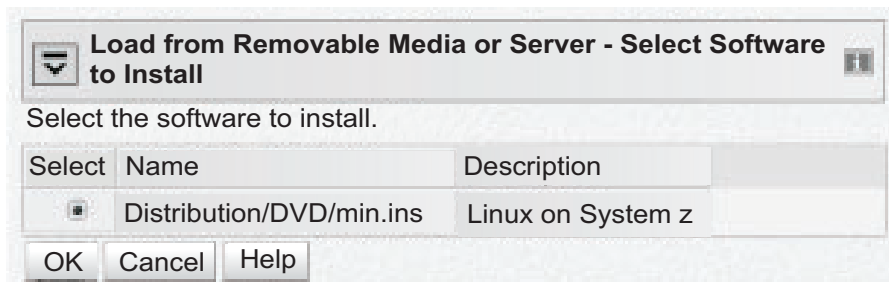 Load from Removable Media or Server - Select Software
to Install
Select the software to install.
Select Name Description
Distribution/DVD/min.ins Linux on System z
OK Cancel Help